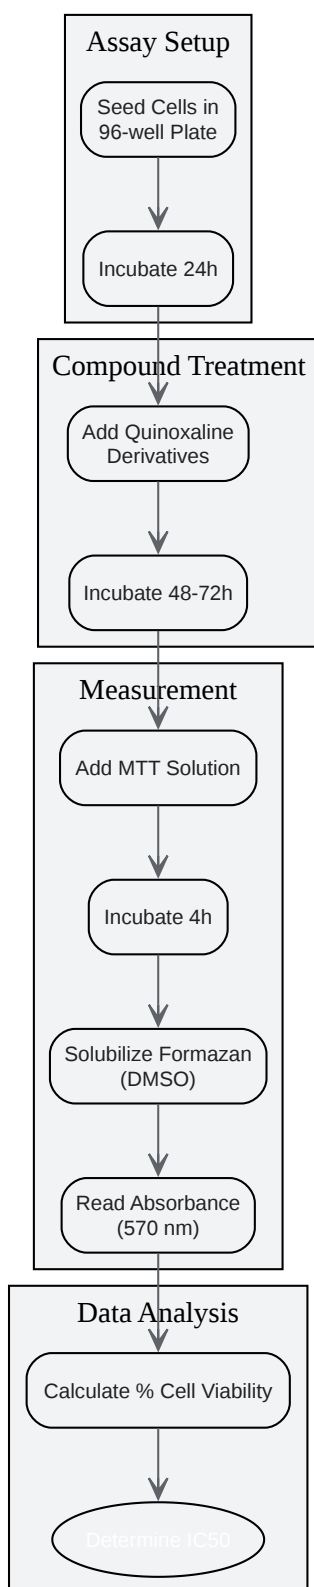 Assay Setup
Seed Cells in
96-well Plate
Incubate 24h
Compound Treatment
Add Quinoxaline
Derivatives
Incubate 48-72h
Measurement
Add MTT Solution
Incubate 4h
Solubilize Formazan
(DMSO)
Read Absorbance
(570 nm)
Data Analysis
Calculate % Cell Viability
Determine IC50